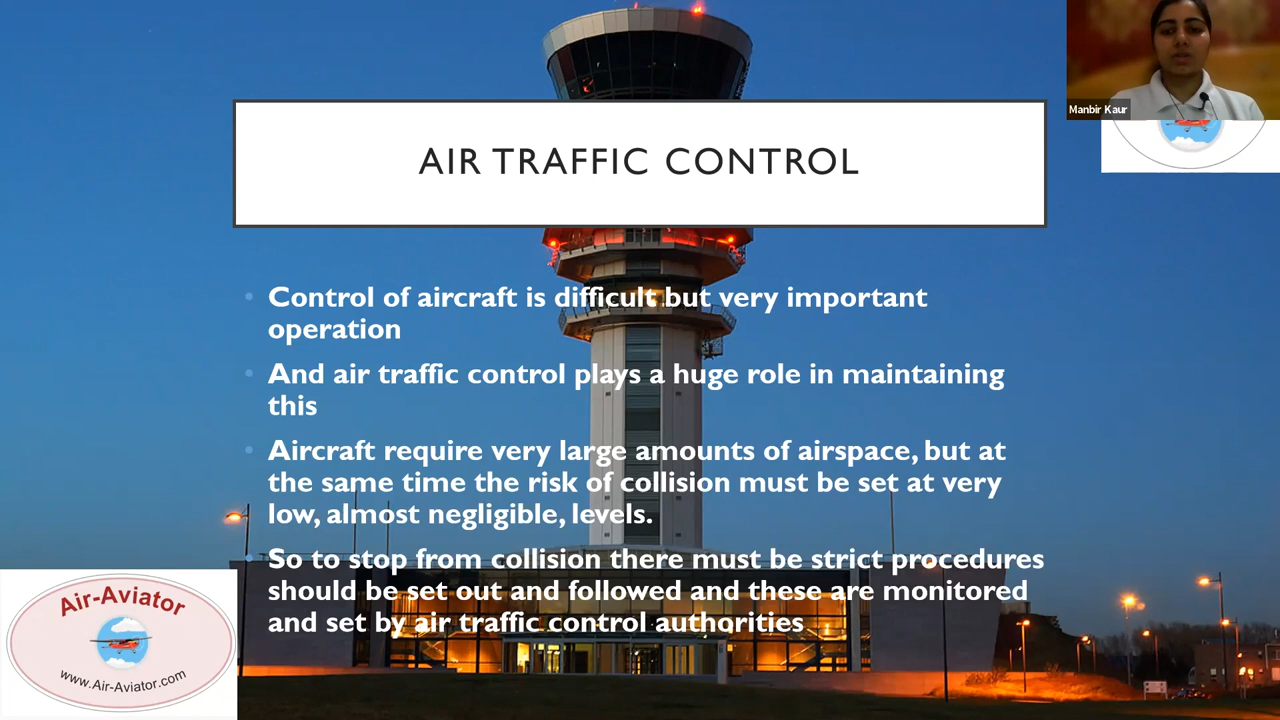 Manbir Kaur
AIR TRAFFIC CONTROL
Control of aircraft is difficult but very important
operation
And air traffic control plays a huge role in maintaining
this
Aircraft require very large amounts of airspace, but at
the same time the risk of collision must be set at very
low, almost negligible, levels.
So to stop from collision there must be strict procedures
should be set out and followed and these are monitored
and set by air traffic control authorities
Air-Aviator
www.Air-Aviator.com